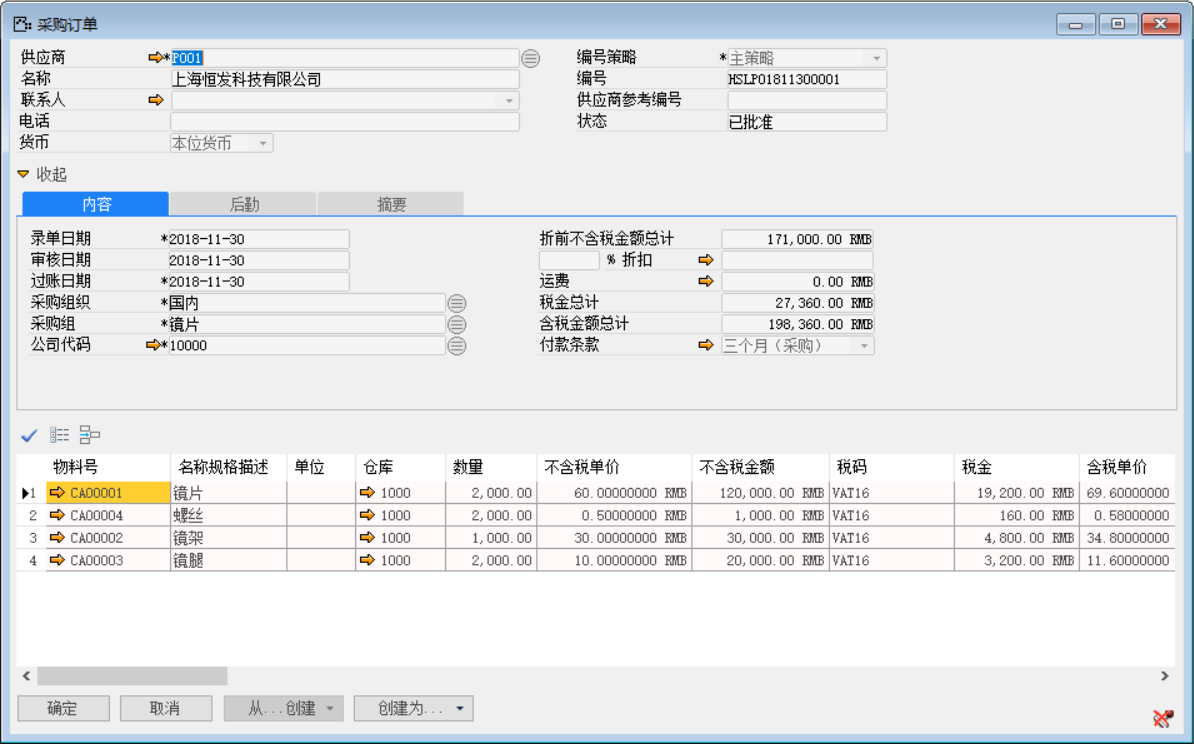 采购订单
供应商 *P001 编号策略 *主策略
名称 上海恒发科技有限公司 编号 HSLP01811300001
联系人 供应商参考编号
电话 状态 已批准
货币 本位货币
收起
内容 后勤 摘要
录单日期 *2018-11-30 折前不含税金额总计 171,000.00 RMB
审核日期 2018-11-30 % 折扣
过账日期 *2018-11-30 运费 0.00 RMB
采购组织 *国内 税金总计 27,360.00 RMB
采购组 *镜片 含税金额总计 198,360.00 RMB
公司代码 *10000 付款条款 三个月（采购）
物料号 名称规格描述 单位 仓库 数量 不含税单价 不含税金额 税码 税金 含税单价
1 CA00001 镜片 1000 2,000.00 60.00000000 RMB 120,000.00 RMB VAT16 19,200.00 RMB 69.60000000
2 CA00004 螺丝 1000 2,000.00 0.50000000 RMB 1,000.00 RMB VAT16 160.00 RMB 0.58000000
3 CA00002 镜架 1000 1,000.00 30.00000000 RMB 30,000.00 RMB VAT16 4,800.00 RMB 34.80000000
4 CA00003 镜腿 1000 2,000.00 10.00000000 RMB 20,000.00 RMB VAT16 3,200.00 RMB 11.60000000
确定 取消 从...创建 创建为...